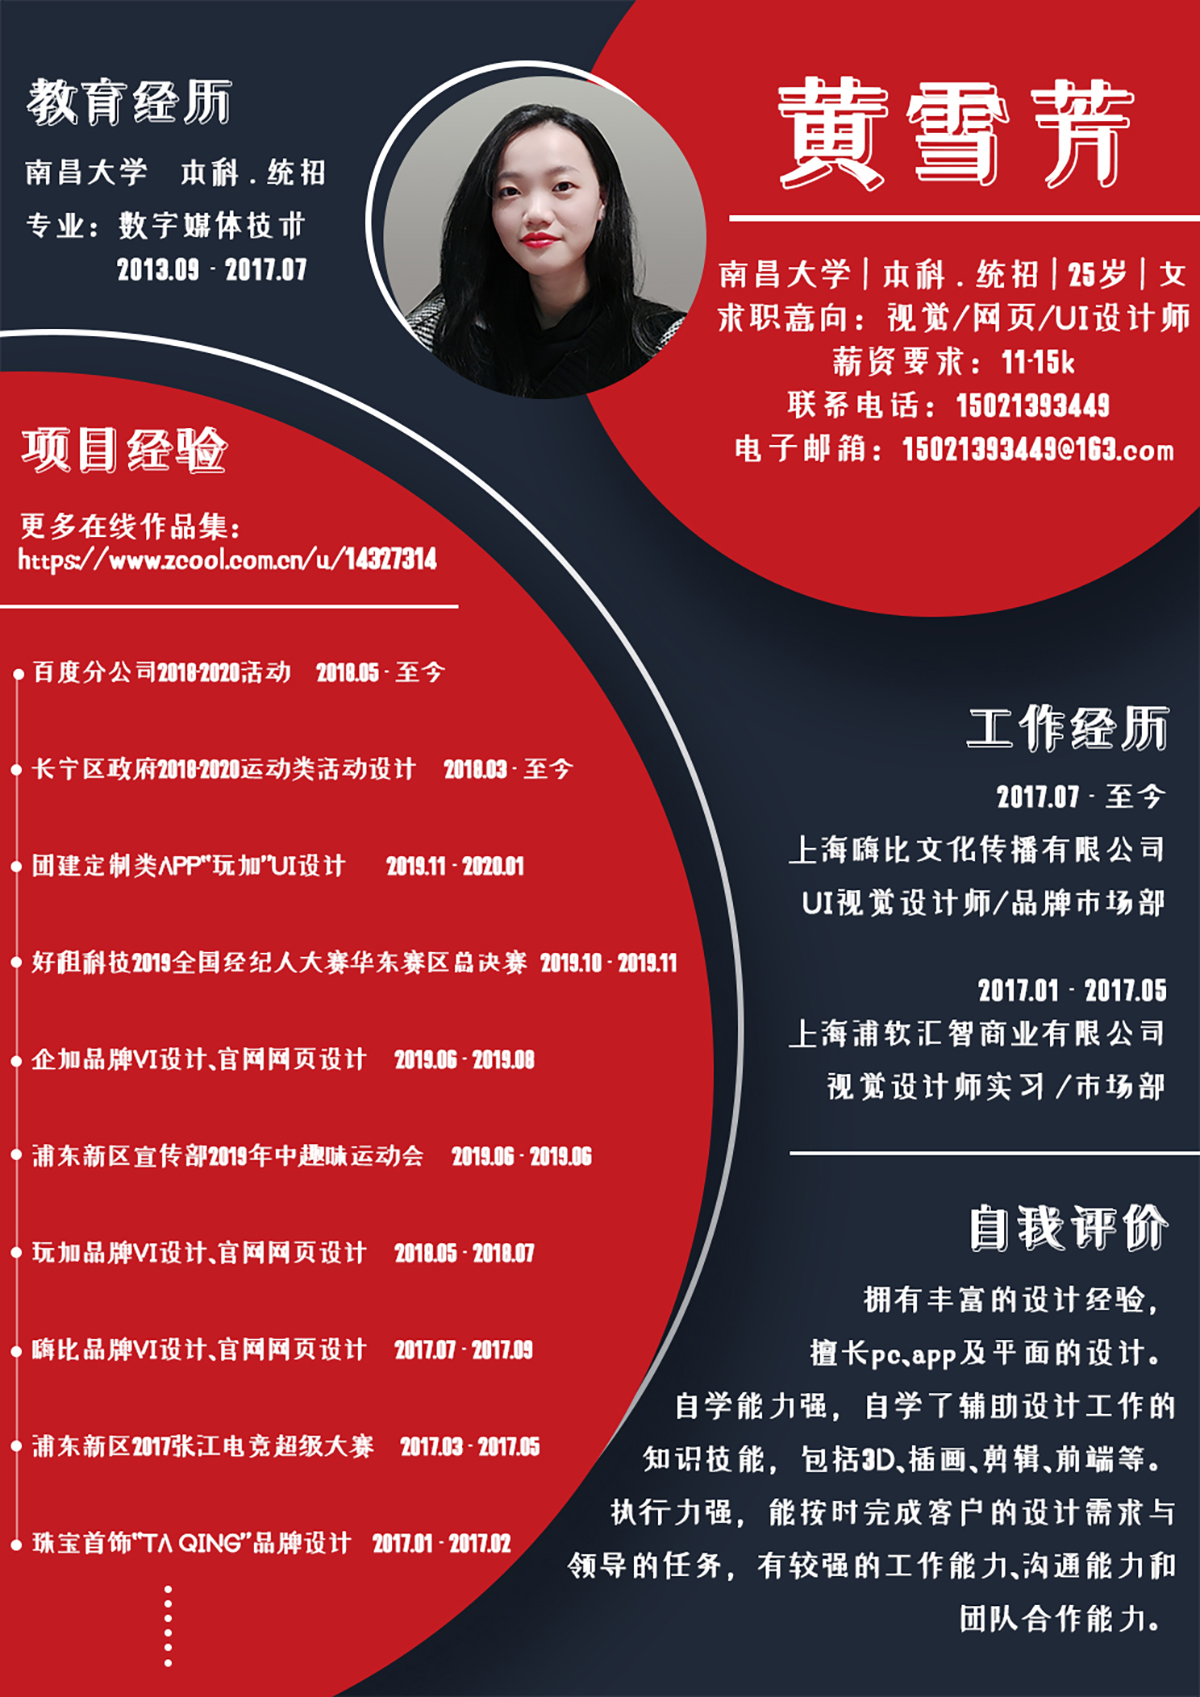 教育经历
南昌大学 本科.统招
专业：数字媒体技术
2013.09 - 2017.07
黄雪芳
南昌大学|本科.统招|25岁|女
求职意向：视觉/网页/UI设计师
薪资要求：11-15k
联系电话：15021393449
电子邮箱：15021393449@163.com
项目经验
更多在线作品集：
https://www.zcool.com.cn/u/14327314
百度分公司2018-2020活动 2018.05 - 至今
长宁区政府2018-2020运动类活动设计 2018.03 - 至今
团建定制类APP“玩加”UI设计 2019.11 - 2020.01
好租科技2019全国经纪人大赛华东赛区总决赛 2019.10 - 2019.11
企加品牌VI设计、官网网页设计 2019.06 - 2019.08
浦东新区宣传部2019年中趣味运动会 2019.06 - 2019.06
玩加品牌VI设计、官网网页设计 2018.05 - 2018.07
嗨比品牌VI设计、官网网页设计 2017.07 - 2017.09
浦东新区2017张江电竞超级大赛 2017.03 - 2017.05
珠宝首饰“TA QING”品牌设计 2017.01 - 2017.02
工作经历
2017.07 - 至今
上海嗨比文化传播有限公司
UI视觉设计师/品牌市场部
2017.01 - 2017.05
上海浦软汇智商业有限公司
视觉设计师实习/市场部
自我评价
拥有丰富的设计经验，
擅长pc、app及平面的设计。
自学能力强，自学了辅助设计工作的
知识技能，包括3D、插画、剪辑、前端等。
执行力强，能按时完成客户的设计需求与
领导的任务，有较强的工作能力、沟通能力和
团队合作能力。